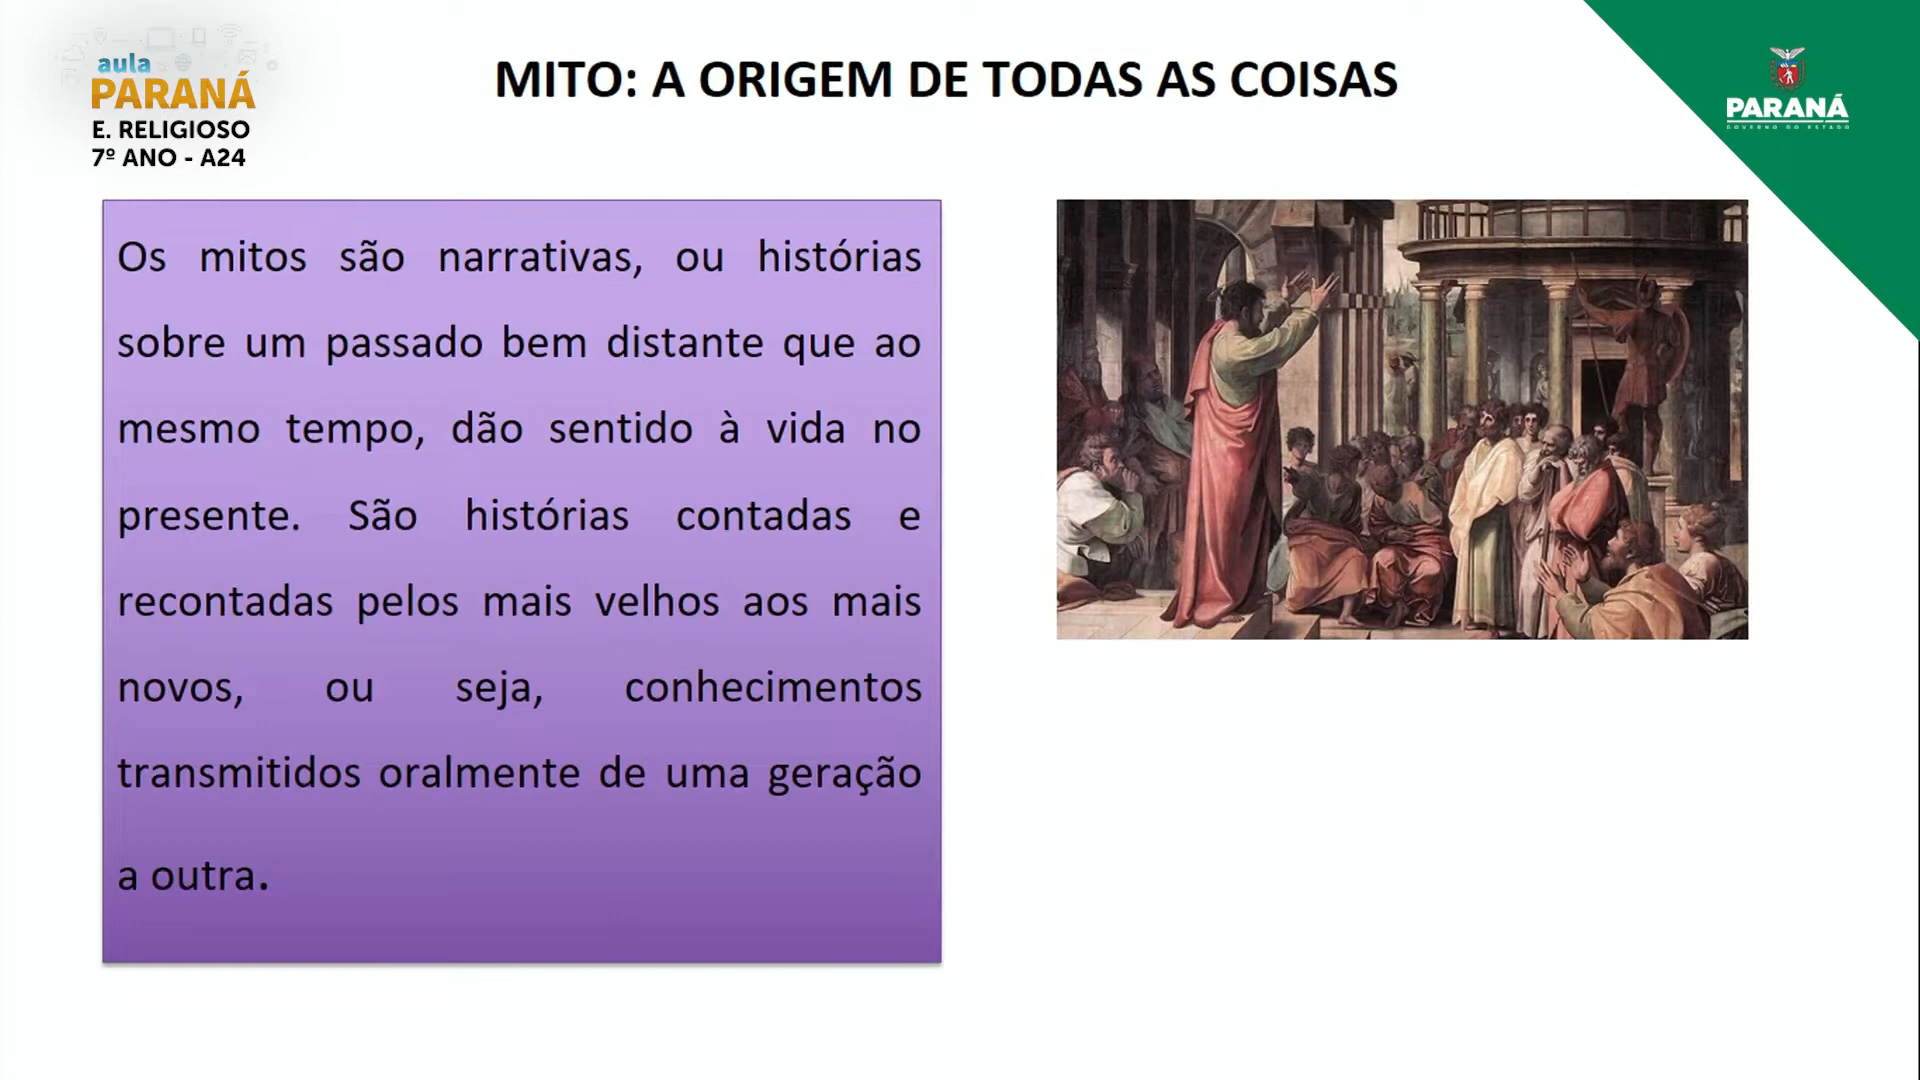 aula
PARANÁ
E. RELIGIOSO
7º ANO - A24
MITO: A ORIGEM DE TODAS AS COISAS
PARANÁ
GOVERNO DO ESTADO
Os mitos são narrativas, ou histórias
sobre um passado bem distante que ao
mesmo tempo, dão sentido à vida no
presente. São histórias contadas e
recontadas pelos mais velhos aos mais
novos, ou seja, conhecimentos
transmitidos oralmente de uma geração
a outra.